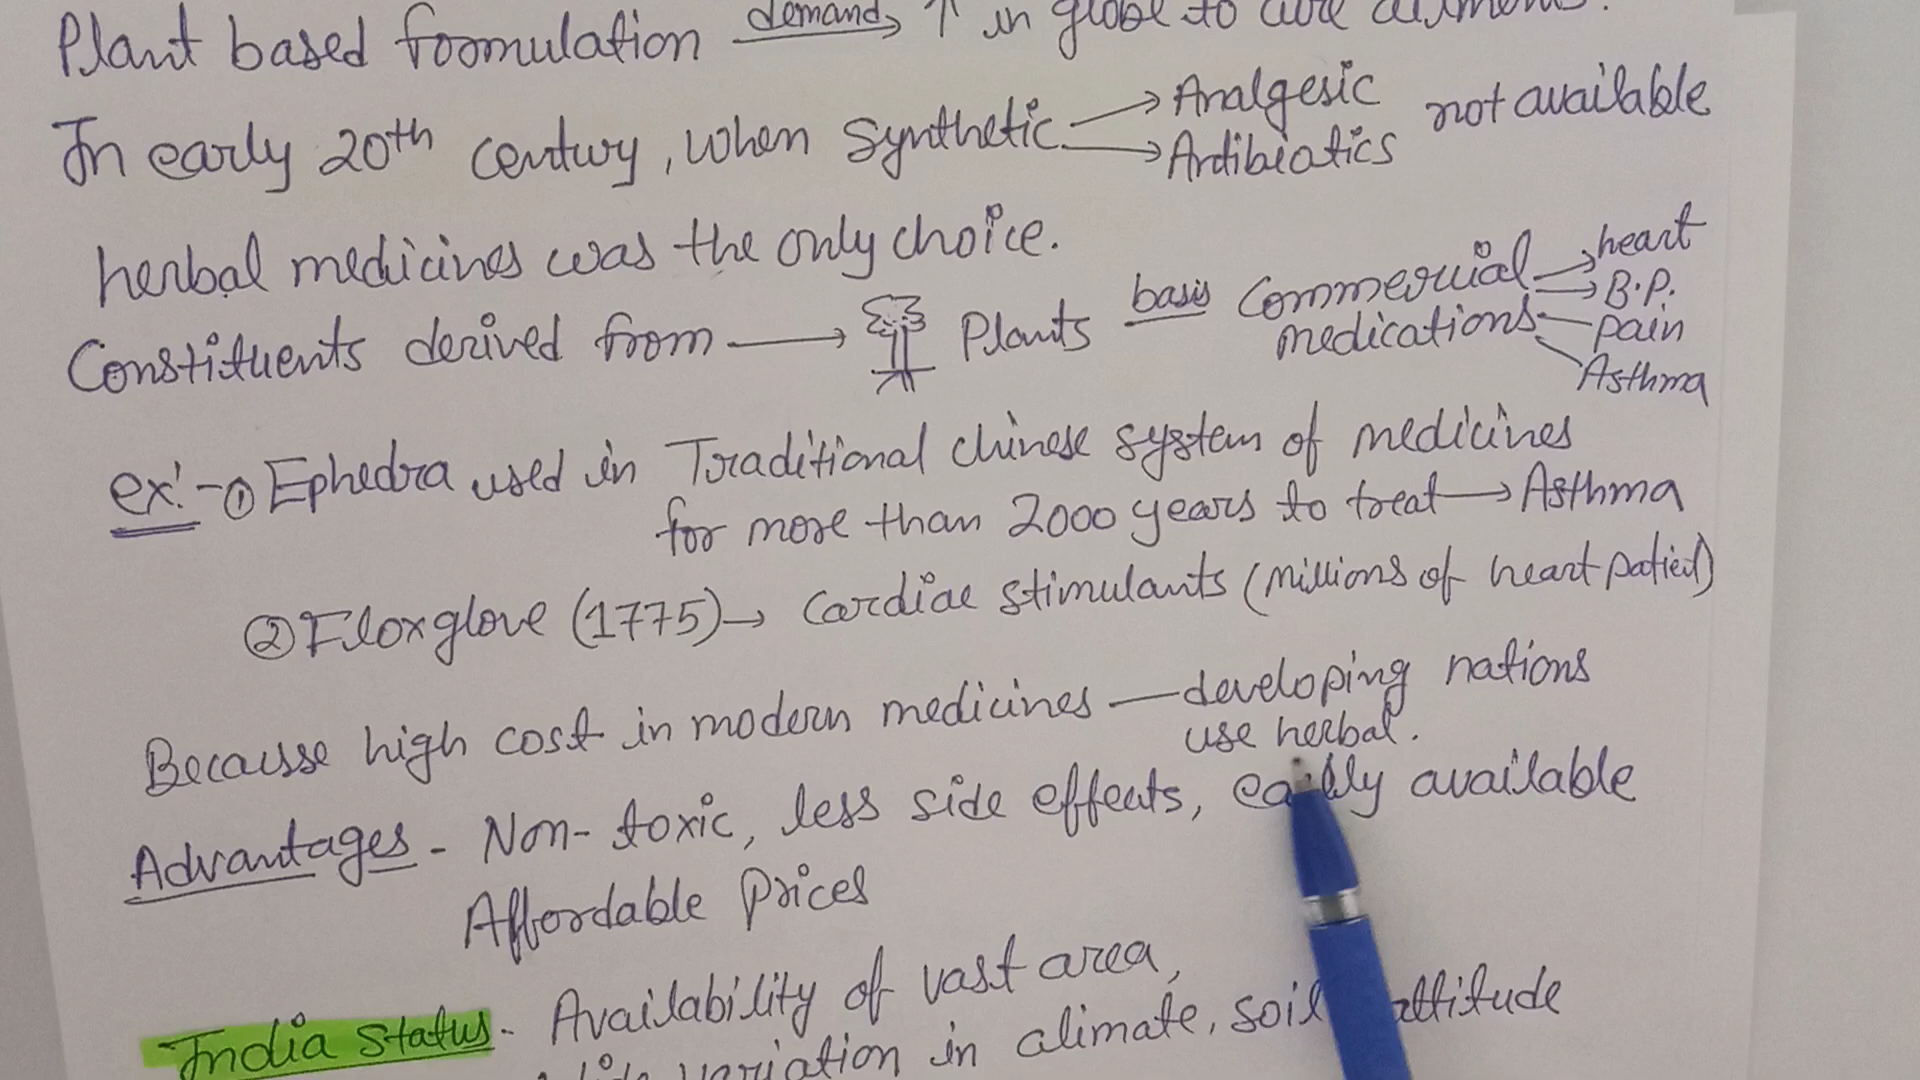 Plant based formulation demand → ↑ in globe to cure ailments.
In early 20th century, when synthetic → Analgesic not available
→ Antibiotics
herbal medicines was the only choice.
Constituents derived from → Plants basis Commercial medications → heart
→ B.P.
pain
Asthma
ex:- ① Ephedra used in Traditional chinese system of medicines
for more than 2000 years to treat → Asthma
② Floxglove (1775) → Cardiac stimulants (millions of heart patient)
Because high cost in modern medicines — developing nations
use herbal.
Advantages - Non-toxic, less side effects, easily available
Affordable Prices
India Status - Availability of vast area,
variation in climate, soil altitude